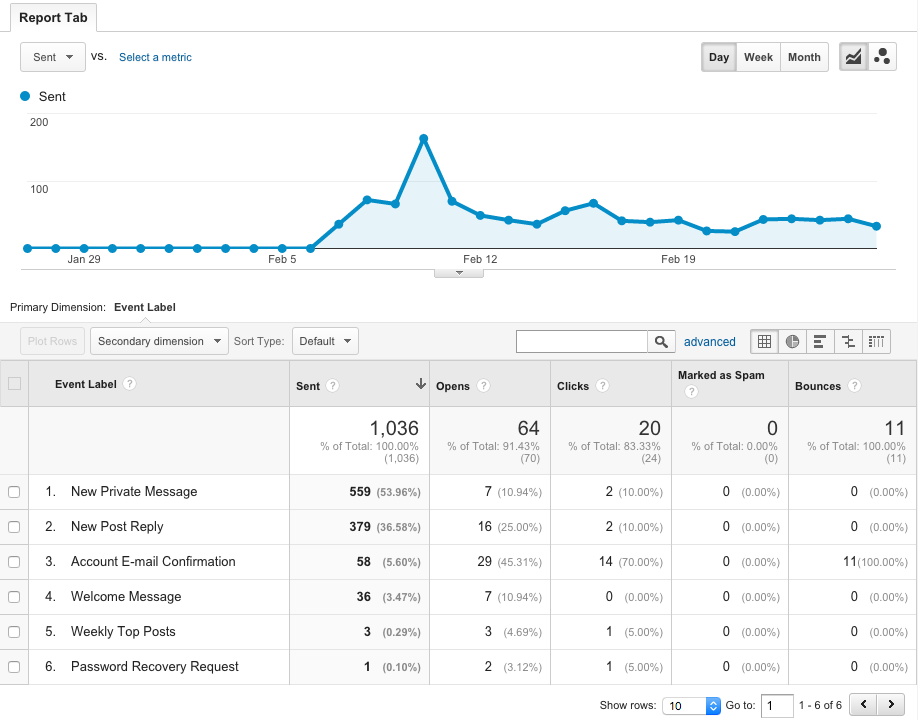 Report Tab
Sent vs. Select a metric Day Week Month
Sent
200
100
Jan 29 Feb 5 Feb 12 Feb 19
Primary Dimension: Event Label
Plot Rows Secondary dimension Sort Type: Default advanced
Event Label ? Sent ? Opens ? Clicks ? Marked as Spam ? Bounces ?
1,036 64 20 0 11
% of Total: 100.00% % of Total: 91.43% % of Total: 83.33% % of Total: 0.00% % of Total: 100.00%
(1,036) (70) (24) (0) (11)
1. New Private Message 559 (53.96%) 7 (10.94%) 2 (10.00%) 0 (0.00%) 0 (0.00%)
2. New Post Reply 379 (36.58%) 16 (25.00%) 2 (10.00%) 0 (0.00%) 0 (0.00%)
3. Account E-mail Confirmation 58 (5.60%) 29 (45.31%) 14 (70.00%) 0 (0.00%) 11(100.00%)
4. Welcome Message 36 (3.47%) 7 (10.94%) 0 (0.00%) 0 (0.00%) 0 (0.00%)
5. Weekly Top Posts 3 (0.29%) 3 (4.69%) 1 (5.00%) 0 (0.00%) 0 (0.00%)
6. Password Recovery Request 1 (0.10%) 2 (3.12%) 1 (5.00%) 0 (0.00%) 0 (0.00%)
Show rows: 10 Go to: 1 1 - 6 of 6